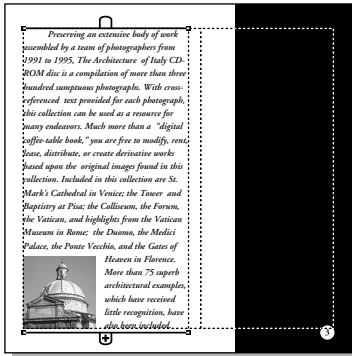 Preserving an extensive body of work
assembled by a team of photographers from
1991 to 1995, The Architecture of Italy CD-
ROM disc is a compilation of more than three
hundred sumptuous photographs. With cross-
referenced text provided for each photograph,
this collection can be used as a resource for
many endeavors. Much more than a "digital
coffee-table book," you are free to modify, rent,
lease, distribute, or create derivative works
based upon the original images found in this
collection. Included in this collection are St.
Mark's Cathedral in Venice; the Tower and
Baptistry at Pisa; the Colliseum, the Forum,
the Vatican, and highlights from the Vatican
Museum in Rome; the Duomo, the Medici
Palace, the Ponte Vecchio, and the Gates of
Heaven in Florence.
More than 75 superb
architectural examples,
which have received
little recognition, have
also been included
3